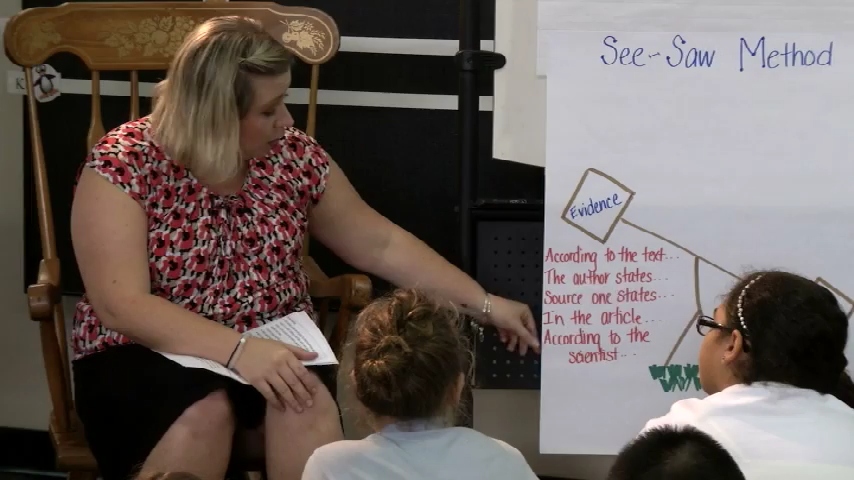 See-Saw Method
Evidence
According to the text...
The author states...
Source one states...
In the article...
According to the
scientist...
K